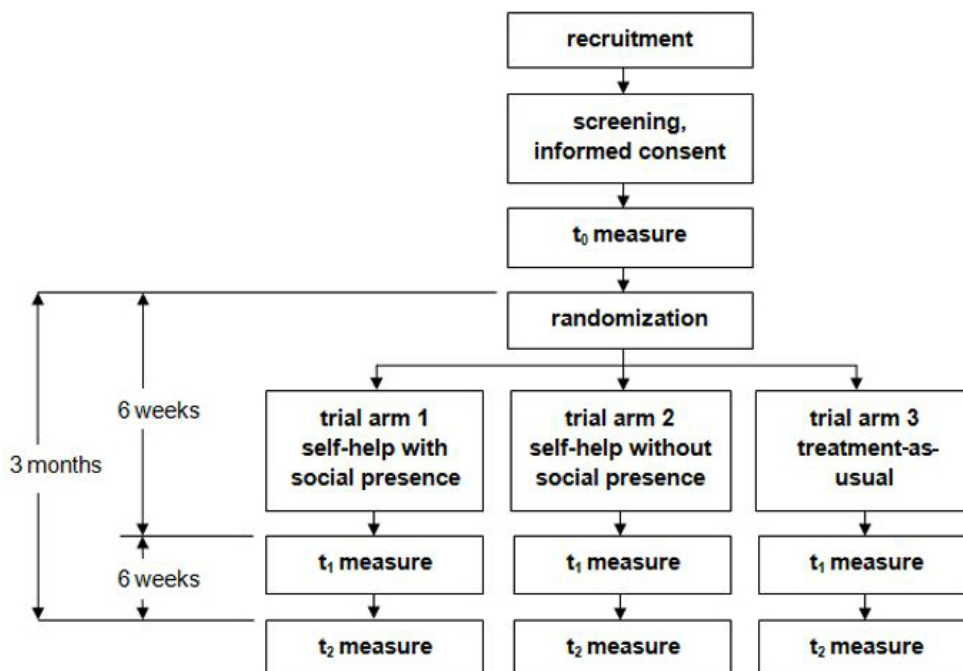 recruitment
screening,
informed consent
t₀ measure
randomization
6 weeks
3 months
trial arm 1
self-help with
social presence
trial arm 2
self-help without
social presence
trial arm 3
treatment-as-
usual
6 weeks
t₁ measure
t₁ measure
t₁ measure
t₂ measure
t₂ measure
t₂ measure